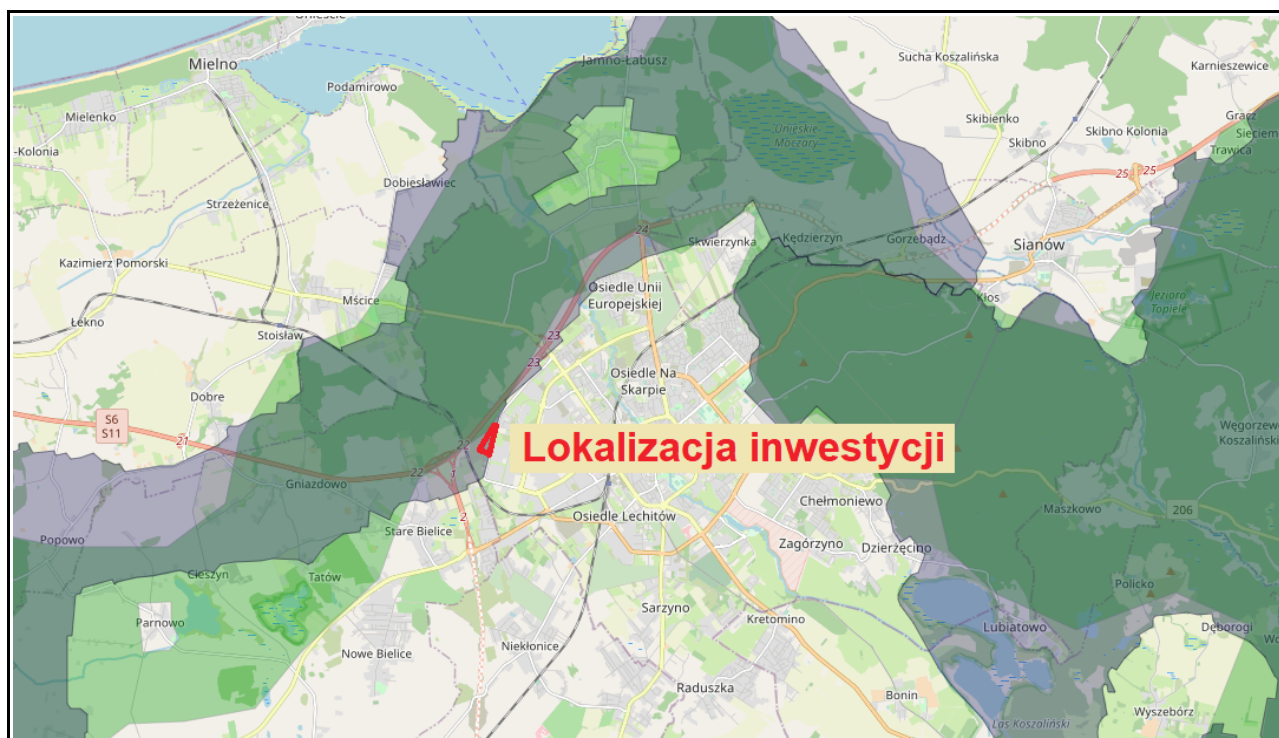 Unieście
Mielno
Jamno-Łabusz
Sucha Koszalińska
Karnieszewice
Podamirowo
Mielenko
Skibienko
Gracz
Unieskie
Moczary
Skibno
Skibno Kolonia
Sieciem
Trawica
-Kolonia
25
25
Dobiesławiec
Strzeżenice
24
Skwierzynka
Kędzierzyn
Gorzebądz
Sianów
Kazimierz Pomorski
Osiedle Unii
Europejskiej
Kłos
Jezioro
Topiele
Mścice
Łekno
Stoisław
23
23
Osiedle Na
Skarpie
Dobre
S6
S11
21
Lokalizacja inwestycji
Węgorzewo
Koszalińskie
22
22
1
Gniazdowo
Chełmoniewo
2
Osiedle Lechitów
Maszkowo
206
Stare Bielice
Popowo
Zagórzyno
Dzierżęcino
Cieszyn
Tatów
Policko
Parnowo
Sarzyno
Kretomino
Lubiatowo
Dęborogi
Wo
Niekłonice
Nowe Bielice
Raduszka
Bonin
Wyszebórz
Las Koszaliński